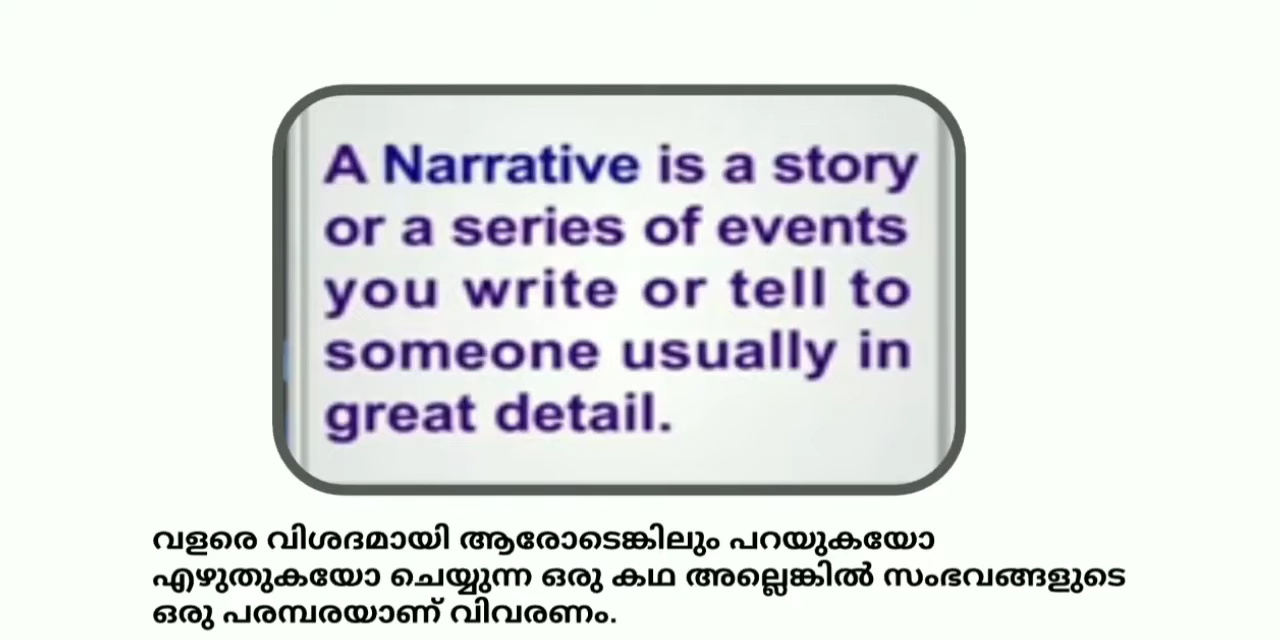 A Narrative is a story
or a series of events
you write or tell to
someone usually in
great detail.
വളരെ വിശദമായി ആരോടെങ്കിലും പറയുകയോ
എഴുതുകയോ ചെയ്യുന്ന ഒരു കഥ അല്ലെങ്കിൽ സംഭവങ്ങളുടെ
ഒരു പരമ്പരയാണ് വിവരണം.